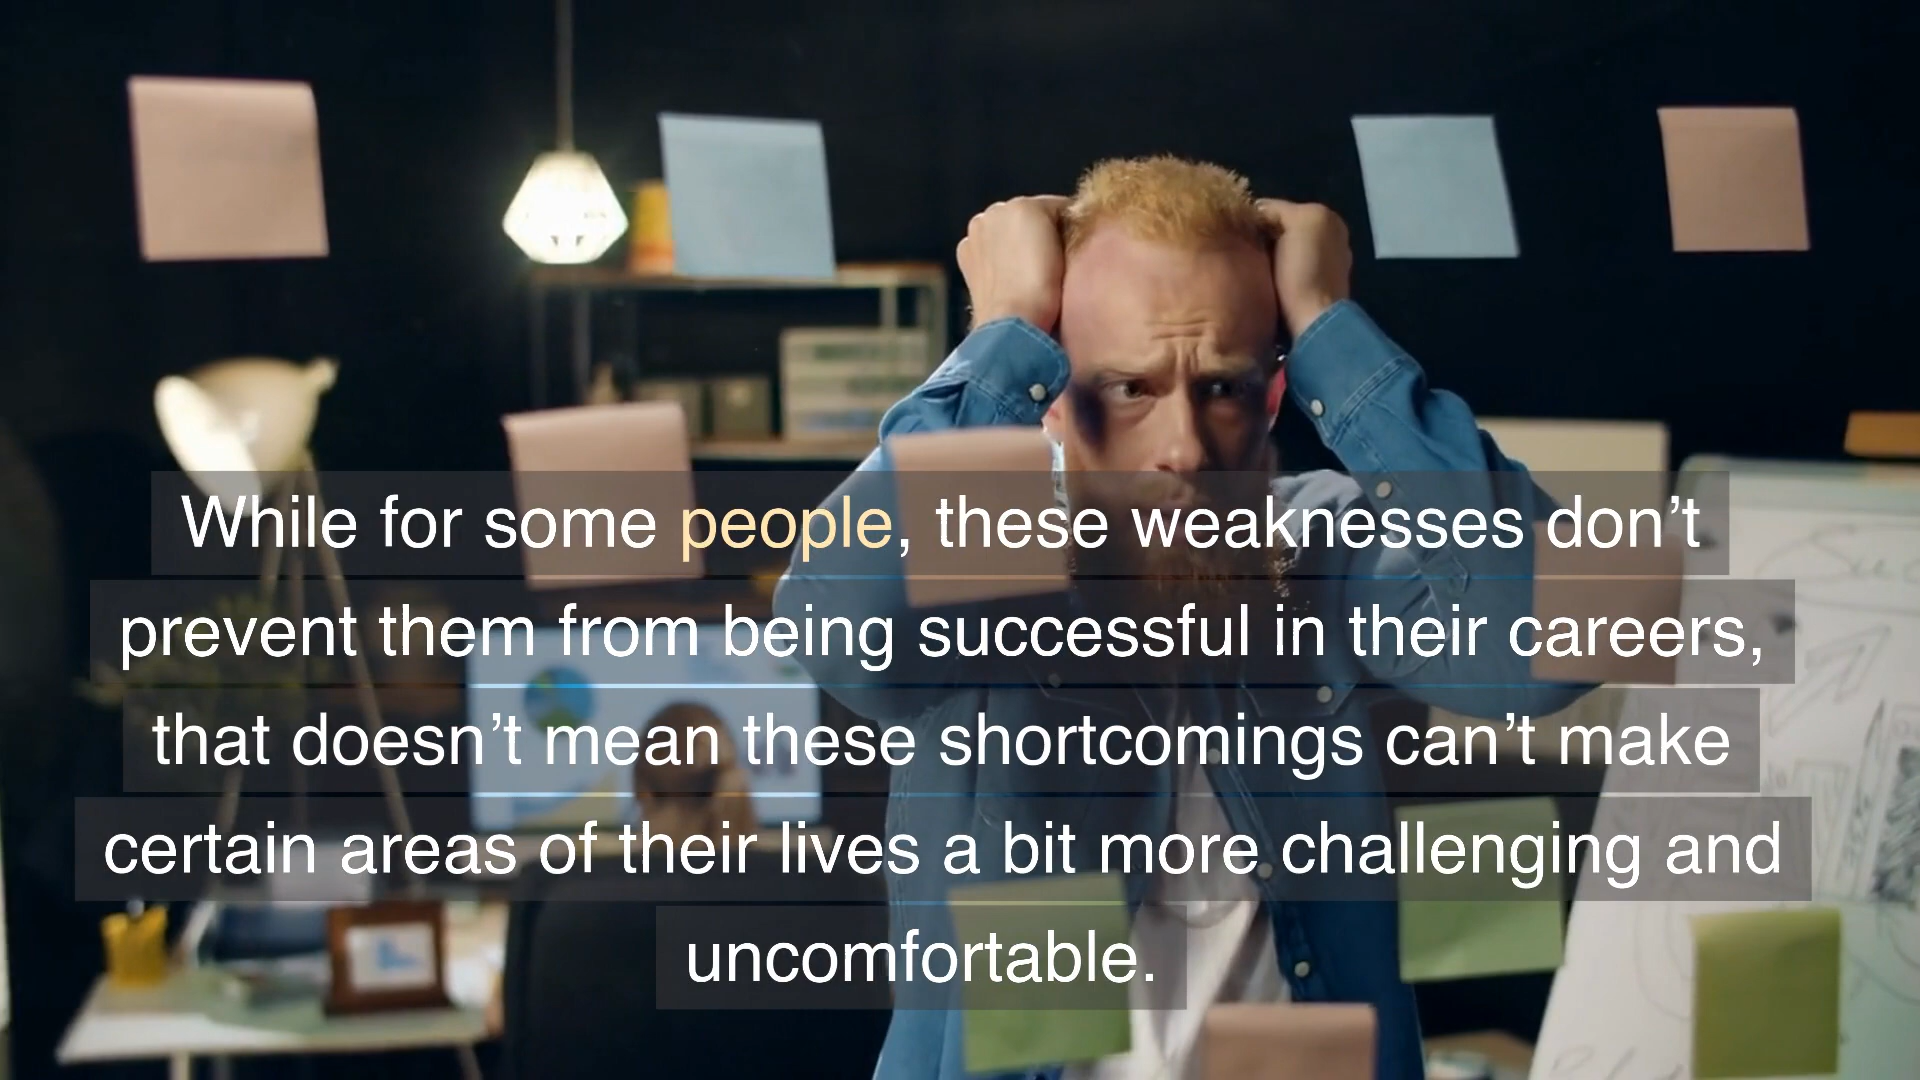 While for some people, these weaknesses don’t
prevent them from being successful in their careers,
that doesn’t mean these shortcomings can’t make
certain areas of their lives a bit more challenging and
uncomfortable.